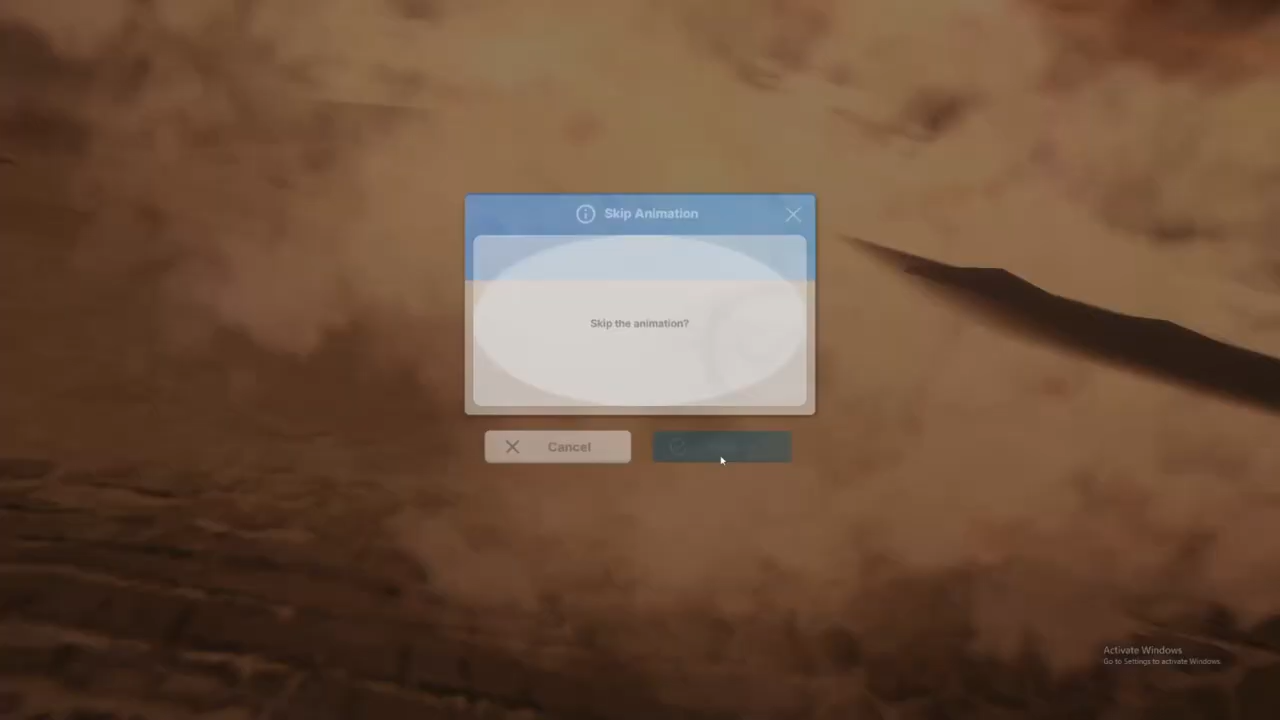 Skip Animation
Skip the animation?
Cancel
Activate Windows
Go to Settings to activate Windows.